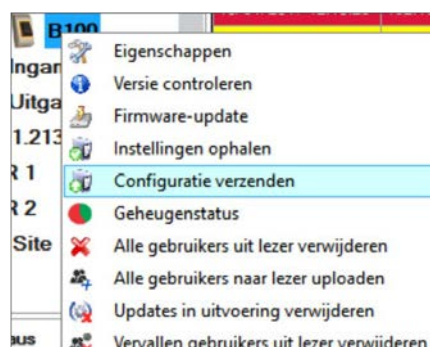 B100
Eigenschappen
Ingan
Versie controleren
Uitga
Firmware-update
1.213
Instellingen ophalen
R 1
Configuratie verzenden
R 2
Geheugenstatus
Site
Alle gebruikers uit lezer verwijderen
Alle gebruikers naar lezer uploaden
Updates in uitvoering verwijderen
aus
Vervallen gebruikers uit lezer verwijderen